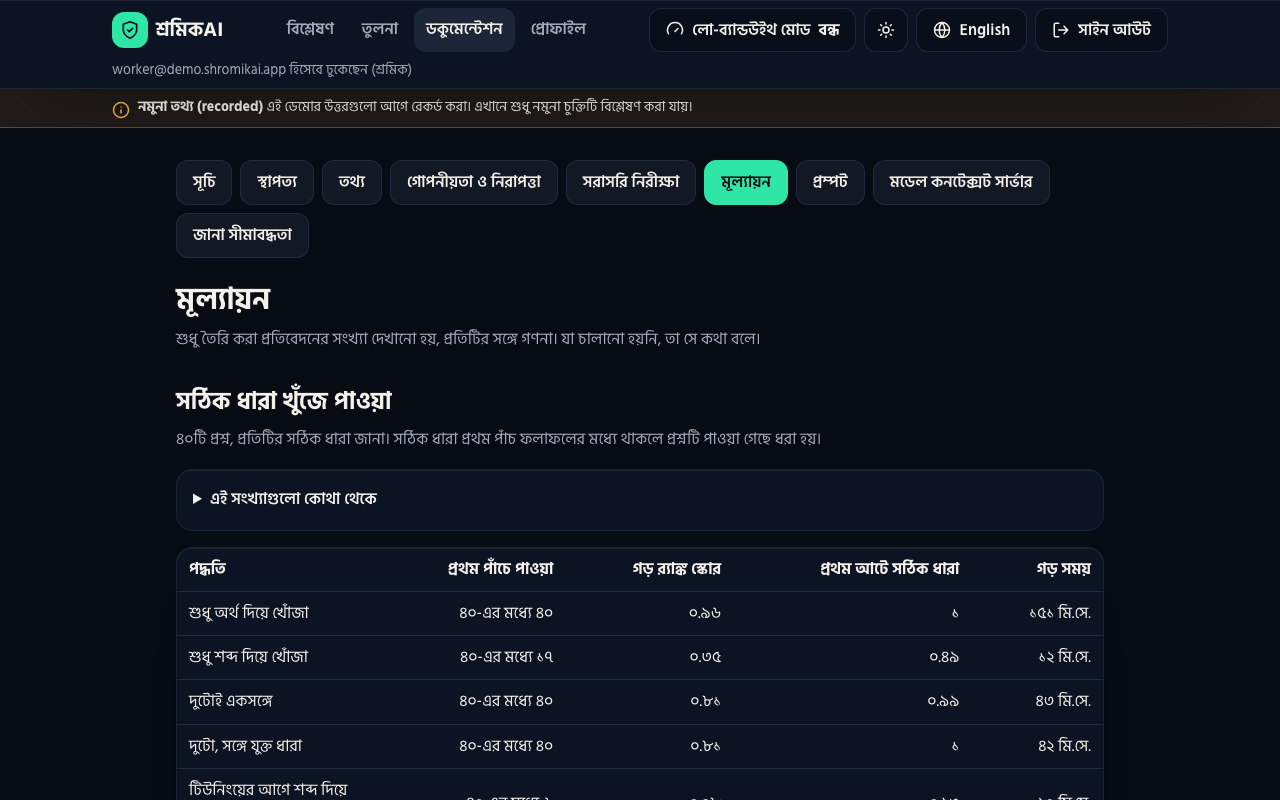 শ্রমিকAI বিশ্লেষণ তুলনা ডকুমেন্টেশন প্রোফাইল লো-ব্যান্ডউইথ মোড বন্ধ English সাইন আউট
worker@demo.shromikai.app হিসেবে ঢুকেছেন (শ্রমিক)
নমুনা তথ্য (recorded) এই ডেমোর উত্তরগুলো আগে রেকর্ড করা। এখানে শুধু নমুনা চুক্তিটি বিশ্লেষণ করা যায়।
সূচি স্থাপত্য তথ্য গোপনীয়তা ও নিরাপত্তা সরাসরি নিরীক্ষা মূল্যায়ন প্রম্পট মডেল কনটেক্সট সার্ভার
জানা সীমাবদ্ধতা
মূল্যায়ন
শুধু তৈরি করা প্রতিবেদনের সংখ্যা দেখানো হয়, প্রতিটির সঙ্গে গণনা। যা চালানো হয়নি, তা সে কথা বলে।
সঠিক ধারা খুঁজে পাওয়া
৪০টি প্রশ্ন, প্রতিটির সঠিক ধারা জানা। সঠিক ধারা প্রথম পাঁচ ফলাফলের মধ্যে থাকলে প্রশ্নটি পাওয়া গেছে ধরা হয়।
এই সংখ্যাগুলো কোথা থেকে
পদ্ধতি প্রথম পাঁচে পাওয়া গড় র‍্যাঙ্ক স্কোর প্রথম আটে সঠিক ধারা গড় সময়
শুধু অর্থ দিয়ে খোঁজা ৪০-এর মধ্যে ৪০ ০.৯৬ ১ ১৫১ মি.সে.
শুধু শব্দ দিয়ে খোঁজা ৪০-এর মধ্যে ১৭ ০.৩৫ ০.৪৯ ১২ মি.সে.
দুটোই একসঙ্গে ৪০-এর মধ্যে ৪০ ০.৮১ ০.৯৯ ৪৩ মি.সে.
দুটো, সঙ্গে যুক্ত ধারা ৪০-এর মধ্যে ৪০ ০.৮১ ১ ৪২ মি.সে.
টিউনিংয়ের আগে শব্দ দিয়ে